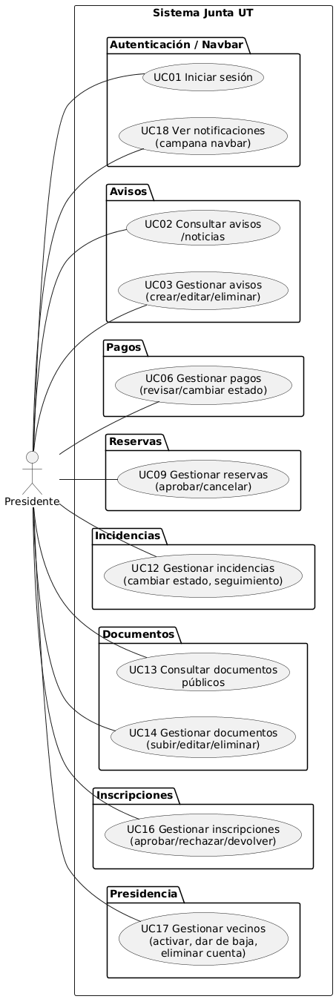 Sistema Junta UT
Autenticación / Navbar
UC01 Iniciar sesión
UC18 Ver notificaciones
(campana navbar)
Avisos
UC02 Consultar avisos
/noticias
UC03 Gestionar avisos
(crear/editar/eliminar)
Pagos
UC06 Gestionar pagos
(revisar/cambiar estado)
Reservas
UC09 Gestionar reservas
(aprobar/cancelar)
Presidente
Incidencias
UC12 Gestionar incidencias
(cambiar estado, seguimiento)
Documentos
UC13 Consultar documentos
públicos
UC14 Gestionar documentos
(subir/editar/eliminar)
Inscripciones
UC16 Gestionar inscripciones
(aprobar/rechazar/devolver)
Presidencia
UC17 Gestionar vecinos
(activar, dar de baja,
eliminar cuenta)